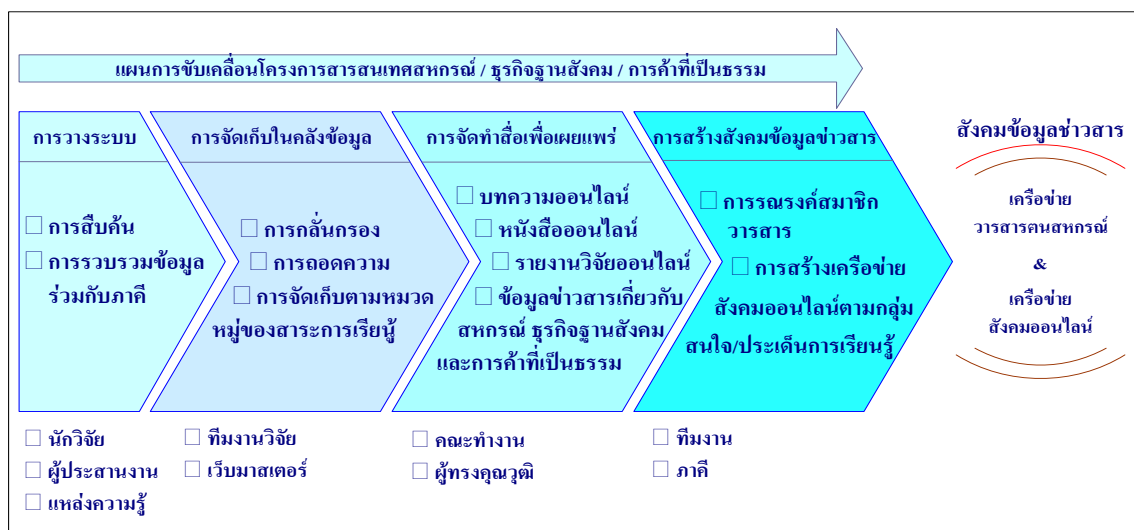 แผนการขับเคลื่อนโครงการสารสนเทศสหกรณ์ / ธุรกิจฐานสังคม / การค้าที่เป็นธรรม
การวางระบบ
☐ การสืบค้น
☐ การรวบรวมข้อมูล
ร่วมกับภาคี
☐ นักวิจัย
☐ ผู้ประสานงาน
☐ แหล่งความรู้
การจัดเก็บในคลังข้อมูล
☐ การกลั่นกรอง
☐ การถอดความ
☐ การจัดเก็บตามหมวด
หมู่ของสาระการเรียนู้
☐ ทีมงานวิจัย
☐ เว็บมาสเตอร์
การจัดทำสื่อเพื่อเผยแพร่
☐ บทความออนไลน์
☐ หนังสือออนไลน์
☐ รายงานวิจัยออนไลน์
☐ ข้อมูลข่าวสารเกี่ยวกับ
สหกรณ์ ธุรกิจฐานสังคม
และการค้าที่เป็นธรรม
☐ คณะทำงาน
☐ ผู้ทรงคุณวุฒิ
การสร้างสังคมข้อมูลข่าวสาร
☐ การรณรงค์สมาชิก
วารสาร
☐ การสร้างเครือข่าย
สังคมออนไลน์ตามกลุ่ม
สนใจ/ประเด็นการเรียนรู้
☐ ทีมงาน
☐ ภาคี
สังคมข้อมูลข่าวสาร
เครือข่าย
วารสารฅนสหกรณ์
&
เครือข่าย
สังคมออนไลน์